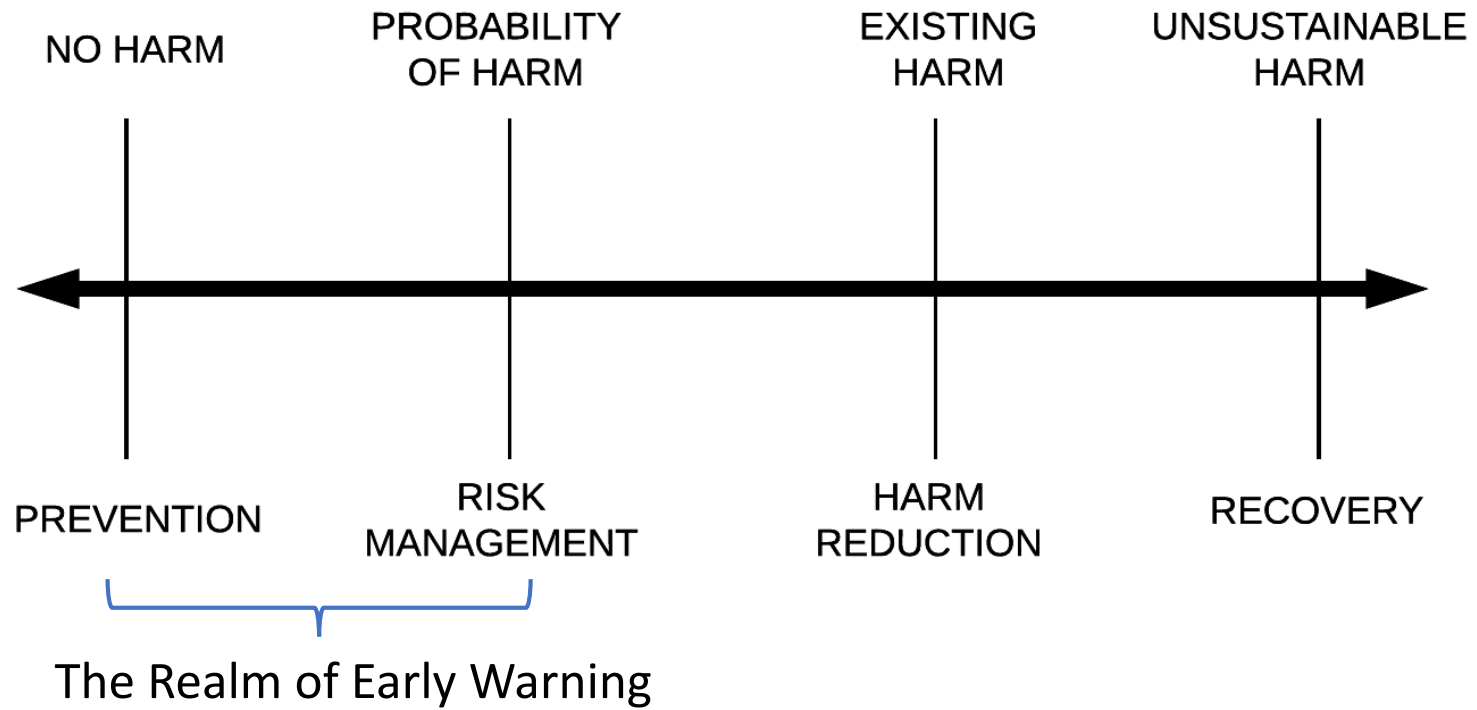 NO HARM
PROBABILITY
OF HARM
EXISTING
HARM
UNSUSTAINABLE
HARM
PREVENTION
RISK
MANAGEMENT
HARM
REDUCTION
RECOVERY
The Realm of Early Warning